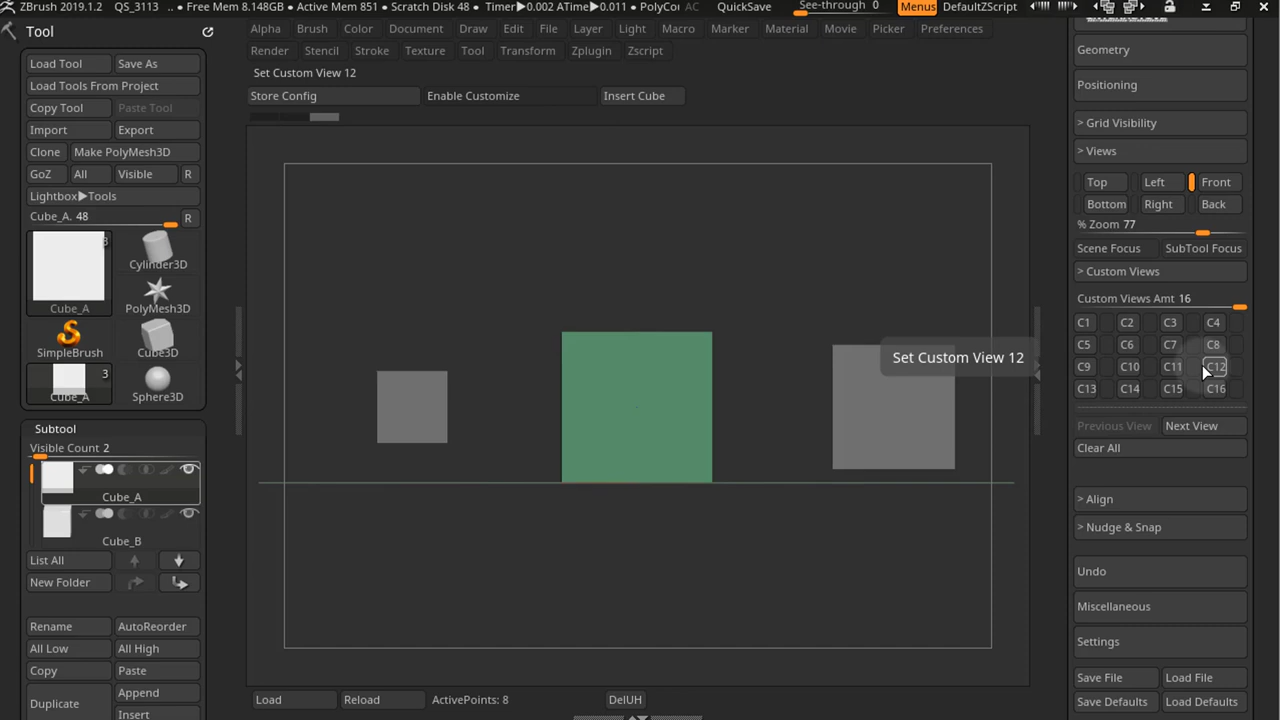 ZBrush 2019.1.2 QS_3113 .. • Free Mem 8.148GB • Active Mem 851 • Scratch Disk 48 • Timer▶0.002 ATime▶0.011 • PolyCou AC QuickSave See-through 0 Menus DefaultZScript
Tool
Load Tool Save As
Load Tools From Project
Copy Tool Paste Tool
Import Export
Clone Make PolyMesh3D
GoZ All Visible R
Lightbox▶Tools
Cube_A. 48 R
3
Cube_A
Cylinder3D
PolyMesh3D
SimpleBrush
Cube3D
3
Cube_A
Sphere3D
Subtool
Visible Count 2
Cube_A
Cube_B
List All
New Folder
Rename AutoReorder
All Low All High
Copy Paste
Duplicate Append
Insert
Alpha Brush Color Document Draw Edit File Layer Light Macro Marker Material Movie Picker Preferences
Render Stencil Stroke Texture Tool Transform Zplugin Zscript
Set Custom View 12
Store Config Enable Customize Insert Cube
Set Custom View 12
Load Reload ActivePoints: 8 DelUH
Geometry
Positioning
> Grid Visibility
> Views
Top Left Front
Bottom Right Back
% Zoom 77
Scene Focus SubTool Focus
> Custom Views
Custom Views Amt 16
C1 C2 C3 C4
C5 C6 C7 C8
C9 C10 C11 C12
C13 C14 C15 C16
Previous View Next View
Clear All
> Align
> Nudge & Snap
Undo
Miscellaneous
Settings
Save File Load File
Save Defaults Load Defaults